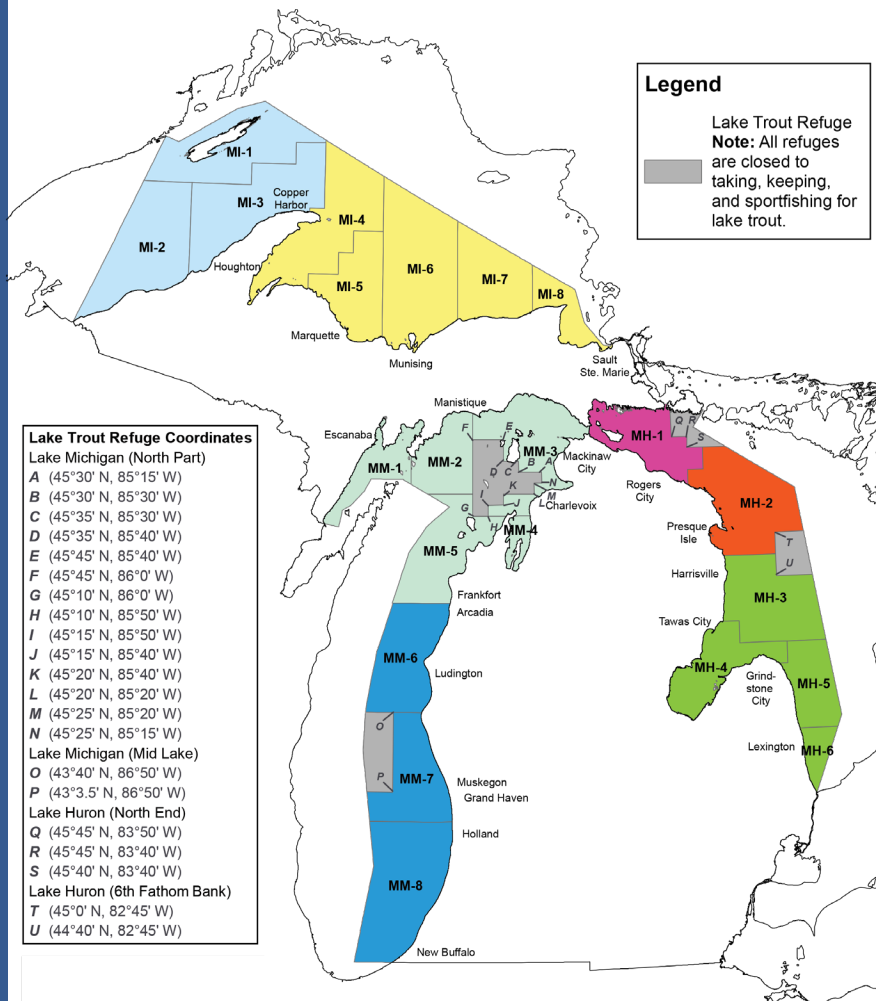 Legend
Lake Trout Refuge
Note: All refuges
are closed to
taking, keeping,
and sportfishing for
lake trout.
MI-1
Copper
Harbor
MI-3
MI-4
MI-2
Houghton
MI-5
MI-6
MI-7
MI-8
Marquette
Munising
Sault
Ste. Marie
Manistique
Escanaba
F
E
MM-1
MM-2
MM-3
D
C
B
A
Mackinaw
City
K
N
M
I
J
L
Charlevoix
G
H
MM-4
MM-5
Frankfort
Arcadia
MM-6
Ludington
O
P
MM-7
Muskegon
Grand Haven
Holland
MM-8
New Buffalo
Q
R
S
MH-1
Rogers
City
MH-2
Presque
Isle
T
U
Harrisville
MH-3
Tawas City
MH-4
Grind-
stone
City
MH-5
Lexington
MH-6
Lake Trout Refuge Coordinates
Lake Michigan (North Part)
A (45°30' N, 85°15' W)
B (45°30' N, 85°30' W)
C (45°35' N, 85°30' W)
D (45°35' N, 85°40' W)
E (45°45' N, 85°40' W)
F (45°45' N, 86°0' W)
G (45°10' N, 86°0' W)
H (45°10' N, 85°50' W)
I (45°15' N, 85°50' W)
J (45°15' N, 85°40' W)
K (45°20' N, 85°40' W)
L (45°20' N, 85°20' W)
M (45°25' N, 85°20' W)
N (45°25' N, 85°15' W)
Lake Michigan (Mid Lake)
O (43°40' N, 86°50' W)
P (43°3.5' N, 86°50' W)
Lake Huron (North End)
Q (45°45' N, 83°50' W)
R (45°45' N, 83°40' W)
S (45°40' N, 83°40' W)
Lake Huron (6th Fathom Bank)
T (45°0' N, 82°45' W)
U (44°40' N, 82°45' W)